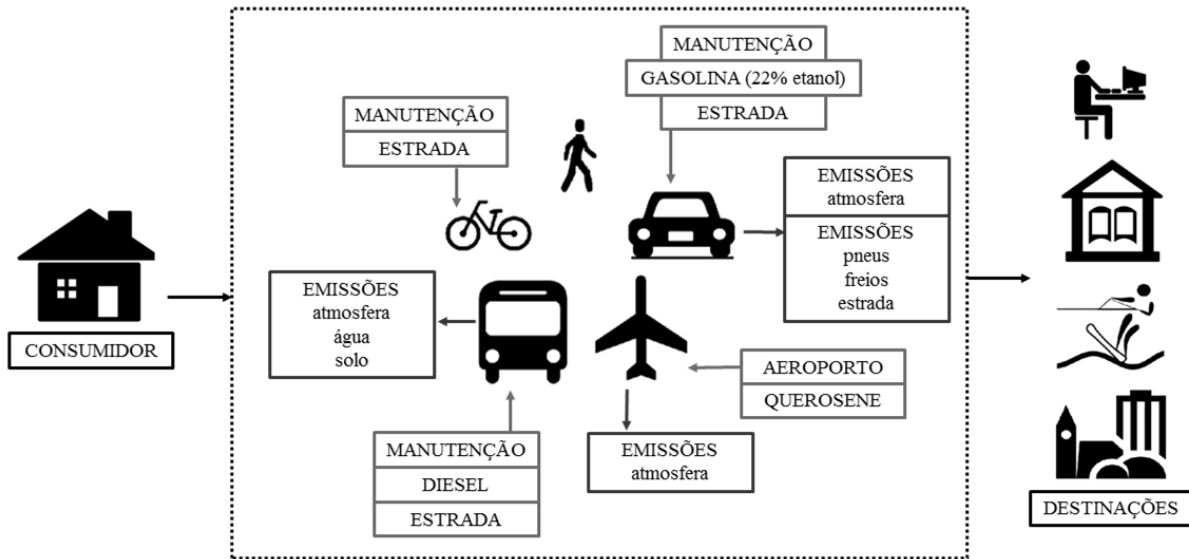 MANUTENÇÃO
GASOLINA (22% etanol)
ESTRADA
MANUTENÇÃO
ESTRADA
EMISSÕES
atmosfera
EMISSÕES
pneus
freios
estrada
EMISSÕES
atmosfera
água
solo
CONSUMIDOR
AEROPORTO
QUEROSENE
MANUTENÇÃO
DIESEL
ESTRADA
EMISSÕES
atmosfera
DESTINAÇÕES